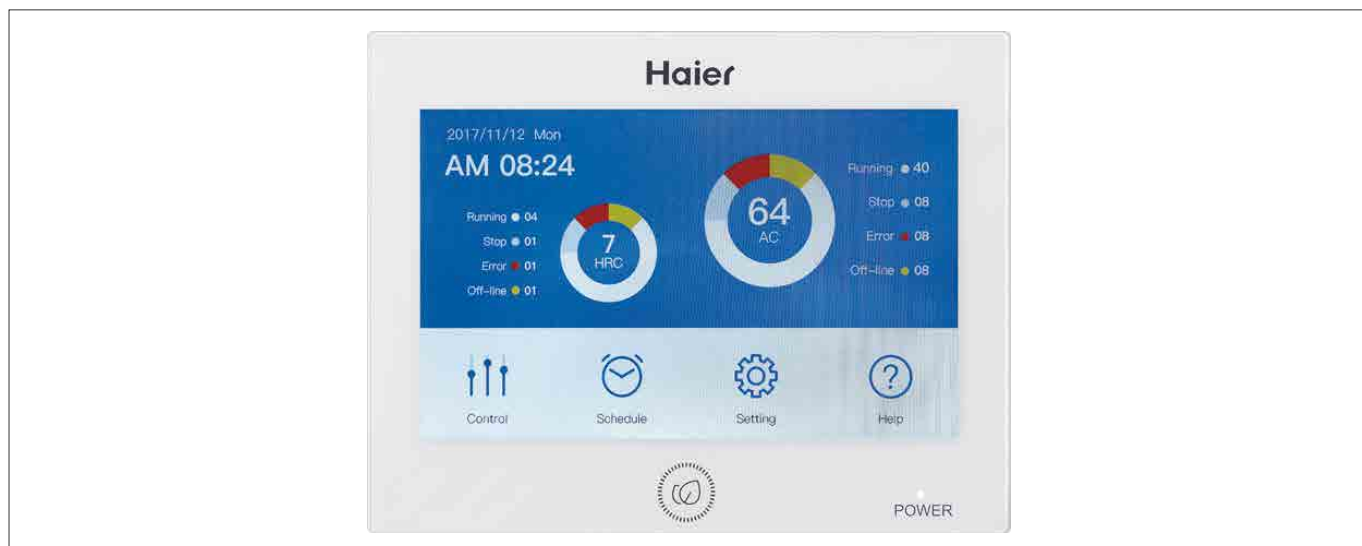 Haier
2017/11/12 Mon
AM 08:24
Running 04
Stop 01
Error 01
Off-line 01
7
HRC
64
AC
Running 40
Stop 08
Error 08
Off-line 08
Control
Schedule
Setting
Help
POWER